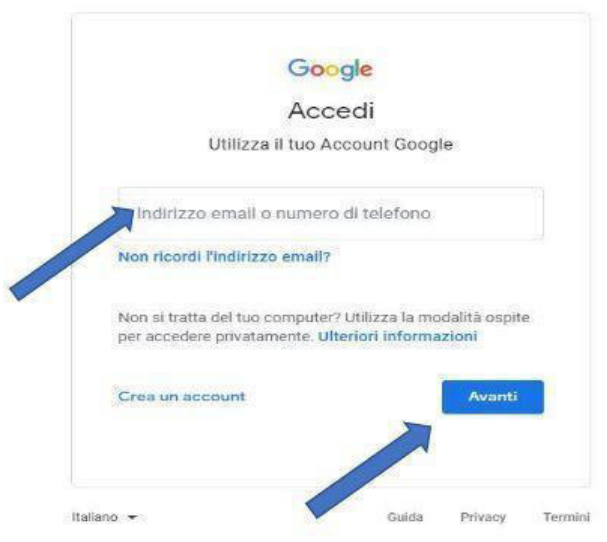 Google
Accedi
Utilizza il tuo Account Google
Indirizzo email o numero di telefono
Non ricordi l'indirizzo email?
Non si tratta del tuo computer? Utilizza la modalità ospite
per accedere privatamente. Ulteriori informazioni
Crea un account Avanti
Italiano Guida Privacy Termini